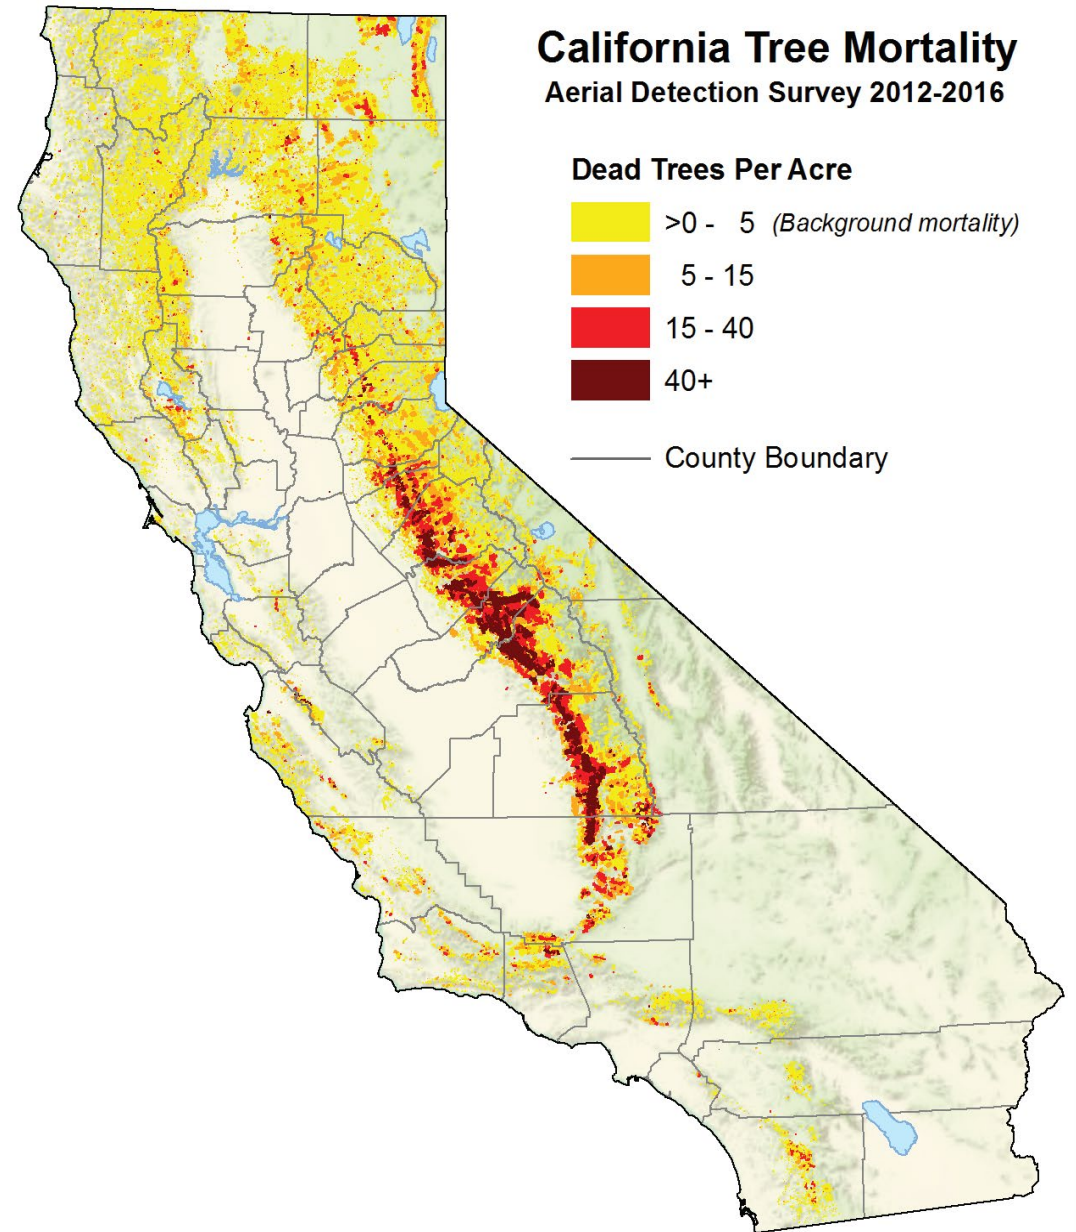 California Tree Mortality
Aerial Detection Survey 2012-2016
Dead Trees Per Acre
>0 - 5 (Background mortality)
5 - 15
15 - 40
40+
County Boundary